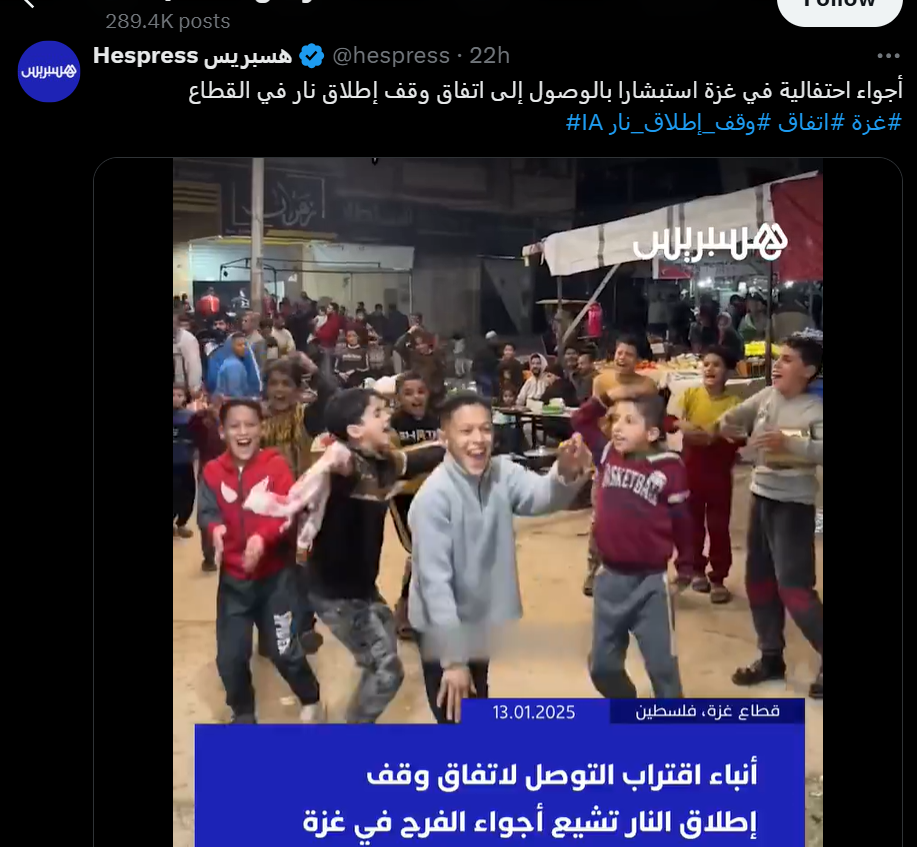 289.4K posts
Follow
Hespress هسبريس @hespress · 22h
هسبريس
أجواء احتفالية في غزة استبشارا بالوصول إلى اتفاق وقف إطلاق نار في القطاع
#غزة #اتفاق #وقف_إطلاق_نار #IA
زهران
هسبريس
BASKETBALL
13.01.2025
قطاع غزة، فلسطين
أنباء اقتراب التوصل لاتفاق وقف
إطلاق النار تشيع أجواء الفرح في غزة